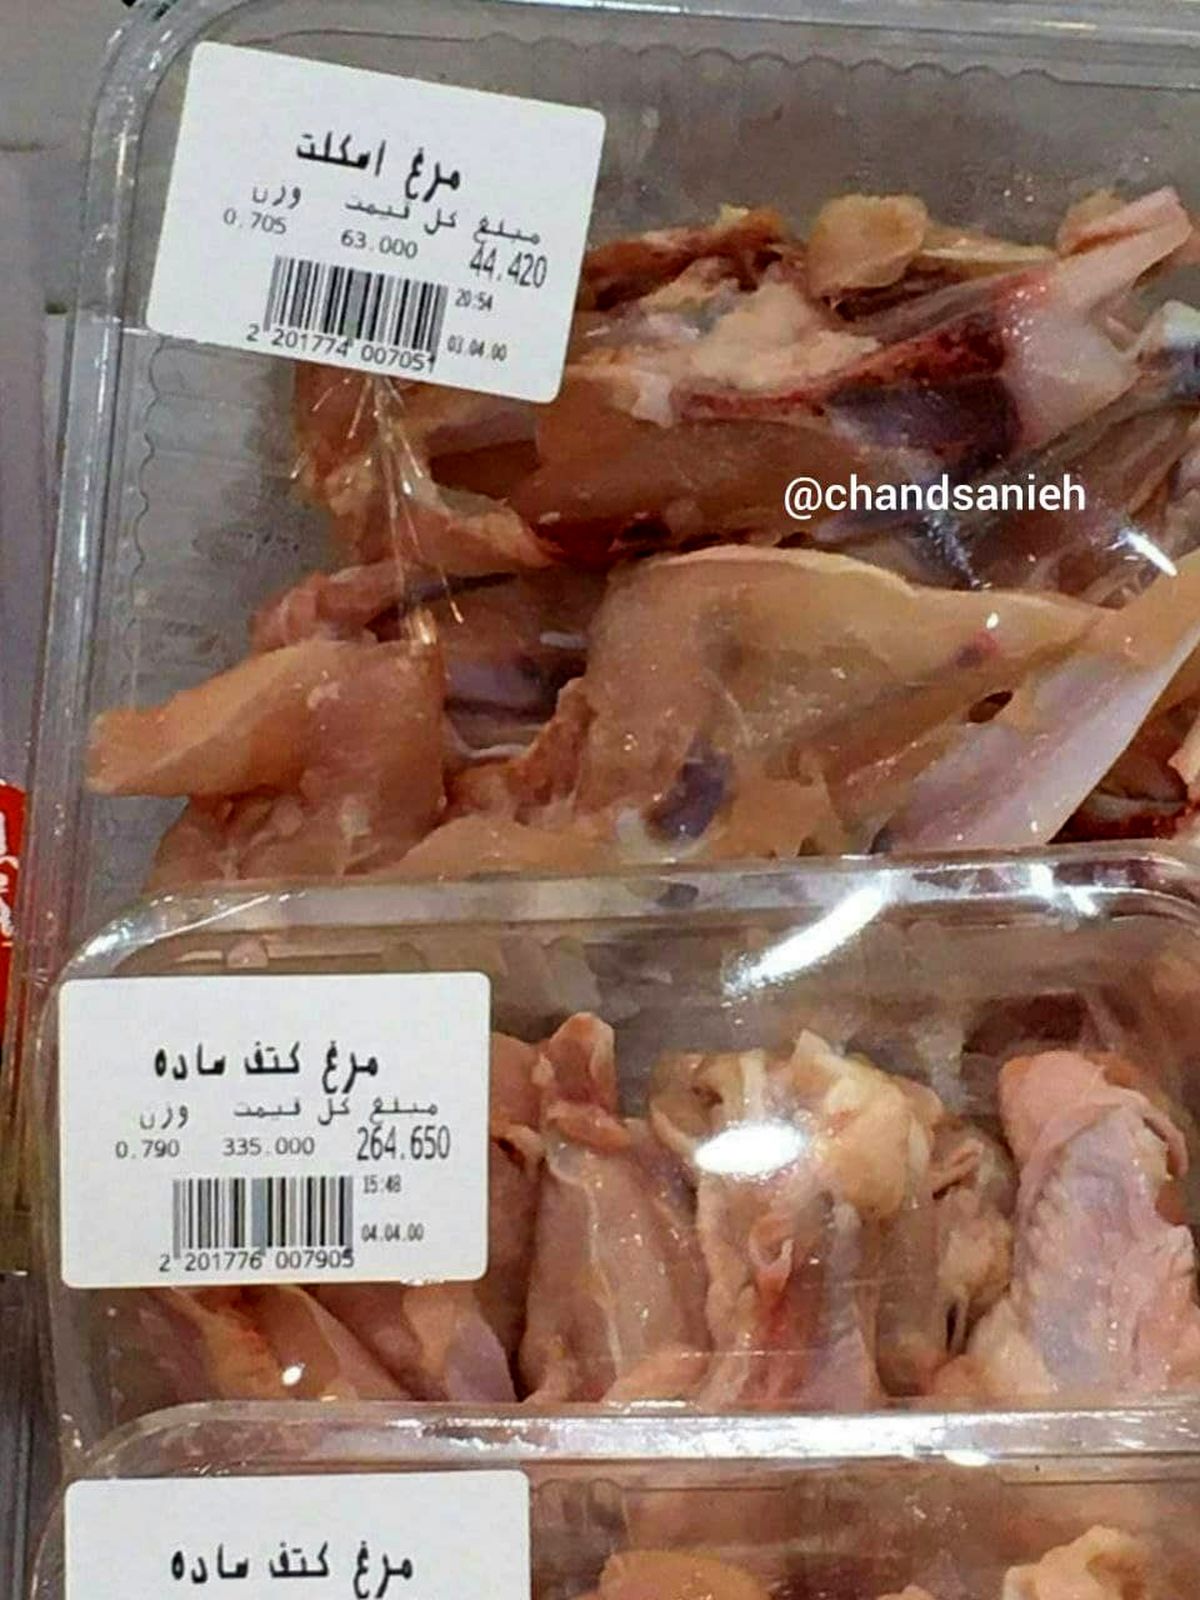 مرغ اسکلت
مبلغ کل قیمت وزن
44.420 63.000 0.705
20:54
03.04.00
2 201774 007051
@chandsanieh
مرغ کتف ساده
مبلغ کل قیمت وزن
264.650 335.000 0.790
15:48
04.04.00
2 201776 007905
مرغ کتف ساده